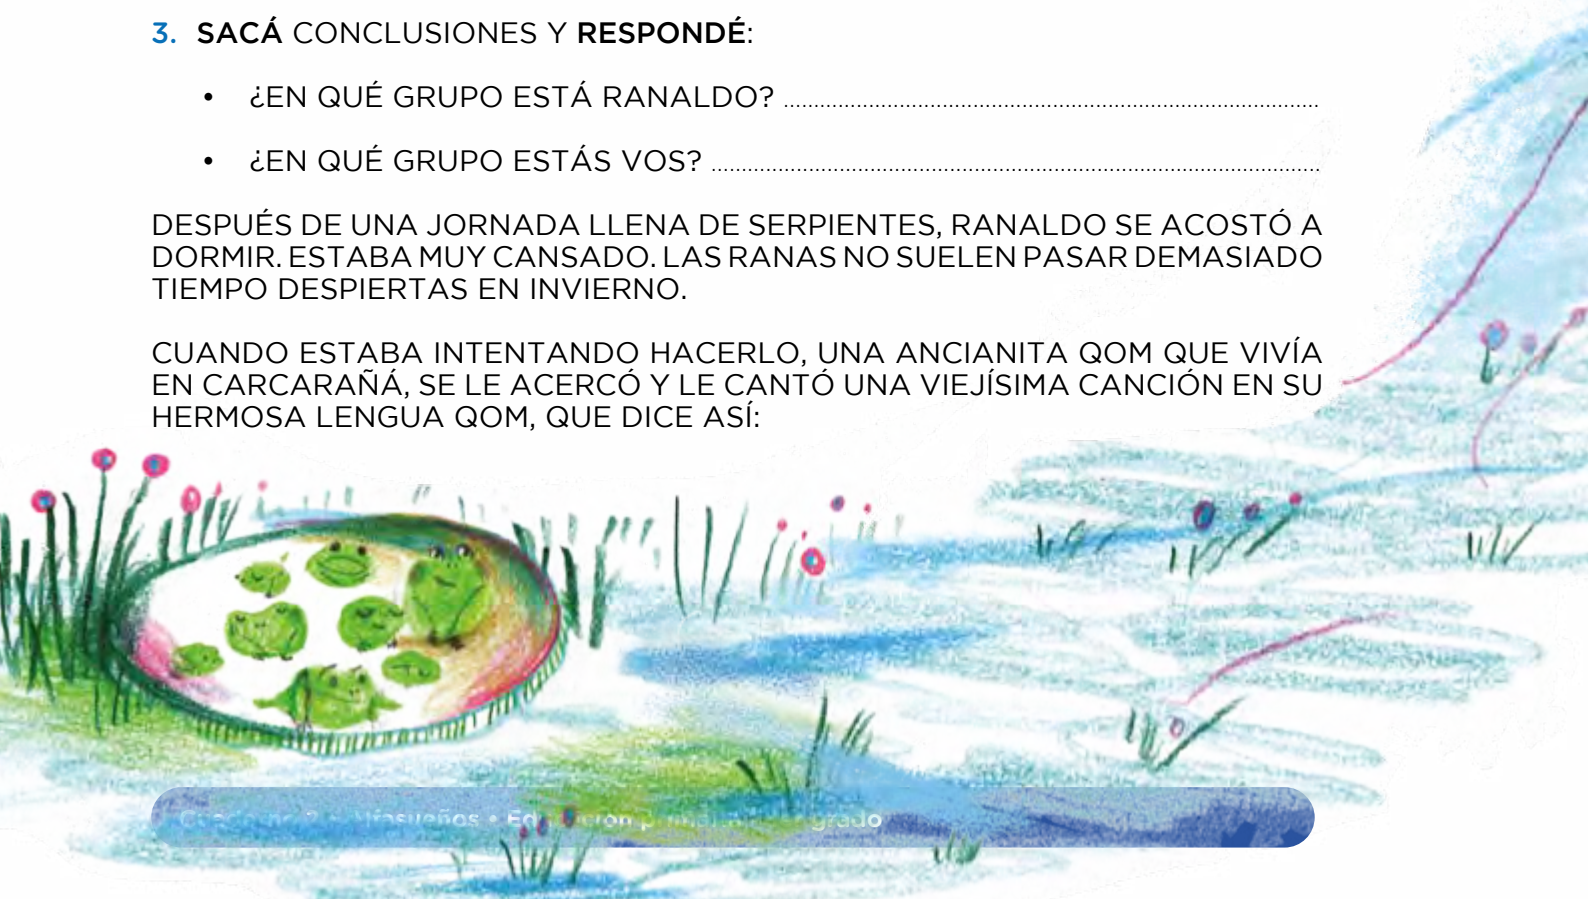 3. SACÁ CONCLUSIONES Y RESPONDÉ:
• ¿EN QUÉ GRUPO ESTÁ RANALDO? ........................................................................................
• ¿EN QUÉ GRUPO ESTÁS VOS? ....................................................................................................
DESPUÉS DE UNA JORNADA LLENA DE SERPIENTES, RANALDO SE ACOSTÓ A
DORMIR. ESTABA MUY CANSADO. LAS RANAS NO SUELEN PASAR DEMASIADO
TIEMPO DESPIERTAS EN INVIERNO.
CUANDO ESTABA INTENTANDO HACERLO, UNA ANCIANITA QOM QUE VIVÍA
EN CARCARAÑÁ, SE LE ACERCÓ Y LE CANTÓ UNA VIEJÍSIMA CANCIÓN EN SU
HERMOSA LENGUA QOM, QUE DICE ASÍ:
grado